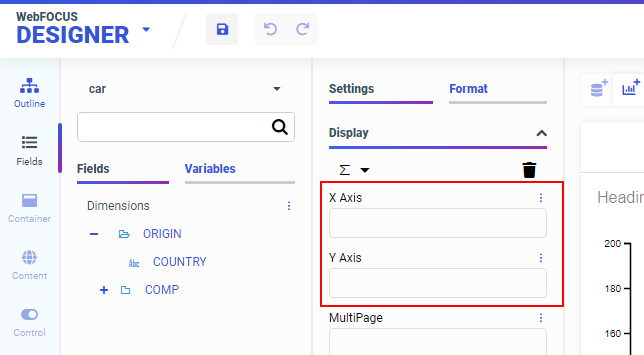 WebFOCUS
DESIGNER
Outline
Fields
Container
Content
Control
car
Fields
Variables
Dimensions
ORIGIN
Abc
COUNTRY
COMP
Settings
Format
Display
Σ
X Axis
Y Axis
MultiPage
200
180
160